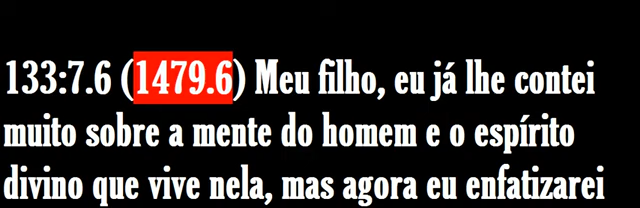 133:7.6 (1479.6) Meu filho, eu já lhe contei
muito sobre a mente do homem e o espírito
divino que vive nela, mas agora eu enfatizarei